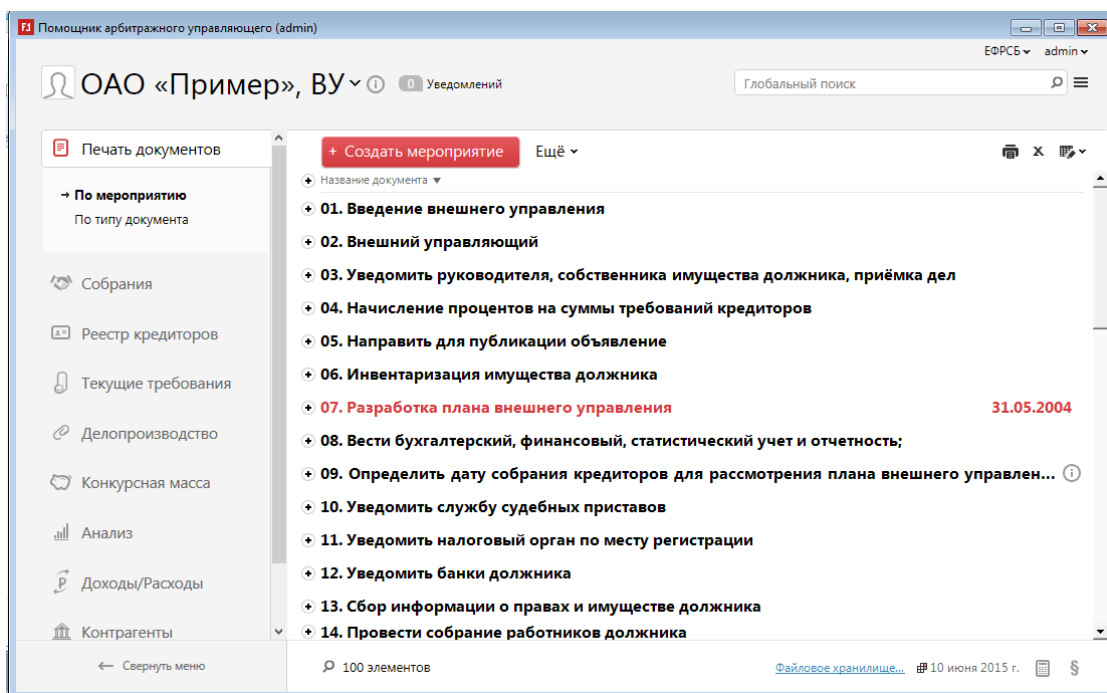 Помощник арбитражного управляющего (admin)
ЕФРСБ admin
ОАО «Пример», ВУ 0 Уведомлений Глобальный поиск
Печать документов
→ По мероприятию
По типу документа
Собрания
Реестр кредиторов
Текущие требования
Делопроизводство
Конкурсная масса
Анализ
Доходы/Расходы
Контрагенты
← Свернуть меню
+ Создать мероприятие Ещё
Название документа
01. Введение внешнего управления
02. Внешний управляющий
03. Уведомить руководителя, собственника имущества должника, приёмка дел
04. Начисление процентов на суммы требований кредиторов
05. Направить для публикации объявление
06. Инвентаризация имущества должника
07. Разработка плана внешнего управления 31.05.2004
08. Вести бухгалтерский, финансовый, статистический учет и отчетность;
09. Определить дату собрания кредиторов для рассмотрения плана внешнего управлен...
10. Уведомить службу судебных приставов
11. Уведомить налоговый орган по месту регистрации
12. Уведомить банки должника
13. Сбор информации о правах и имуществе должника
14. Провести собрание работников должника
100 элементов Файловое хранилище... 10 июня 2015 г. §